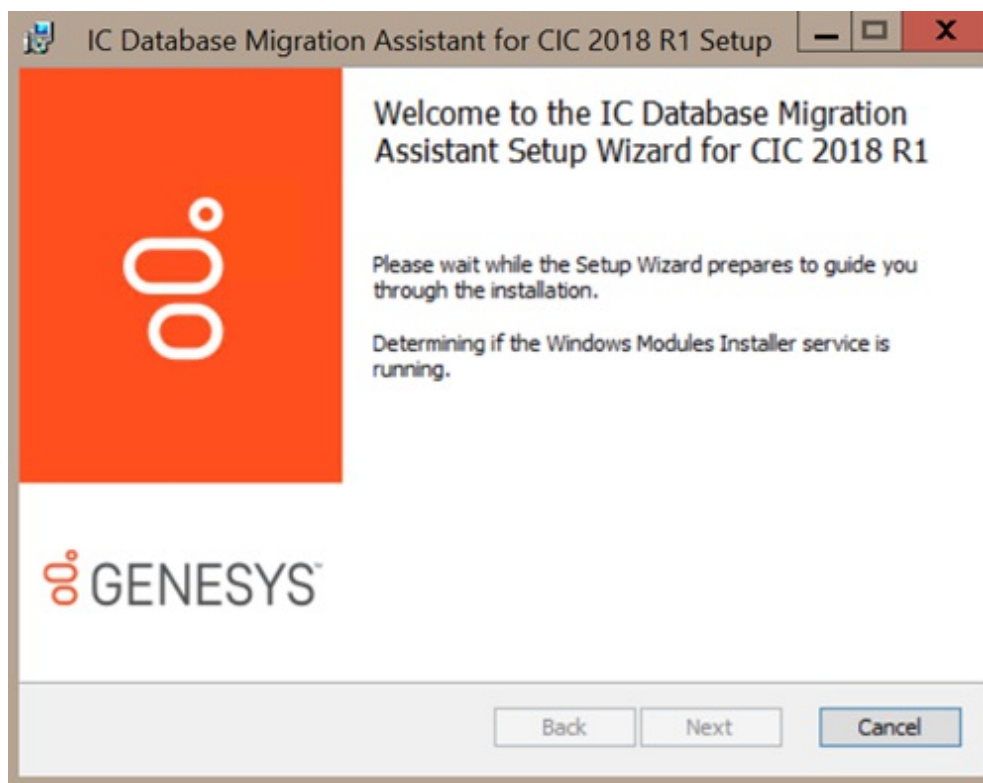 IC Database Migration Assistant for CIC 2018 R1 Setup
Welcome to the IC Database Migration
Assistant Setup Wizard for CIC 2018 R1
Please wait while the Setup Wizard prepares to guide you
through the installation.
Determining if the Windows Modules Installer service is
running.
GENESYS™
Back Next Cancel